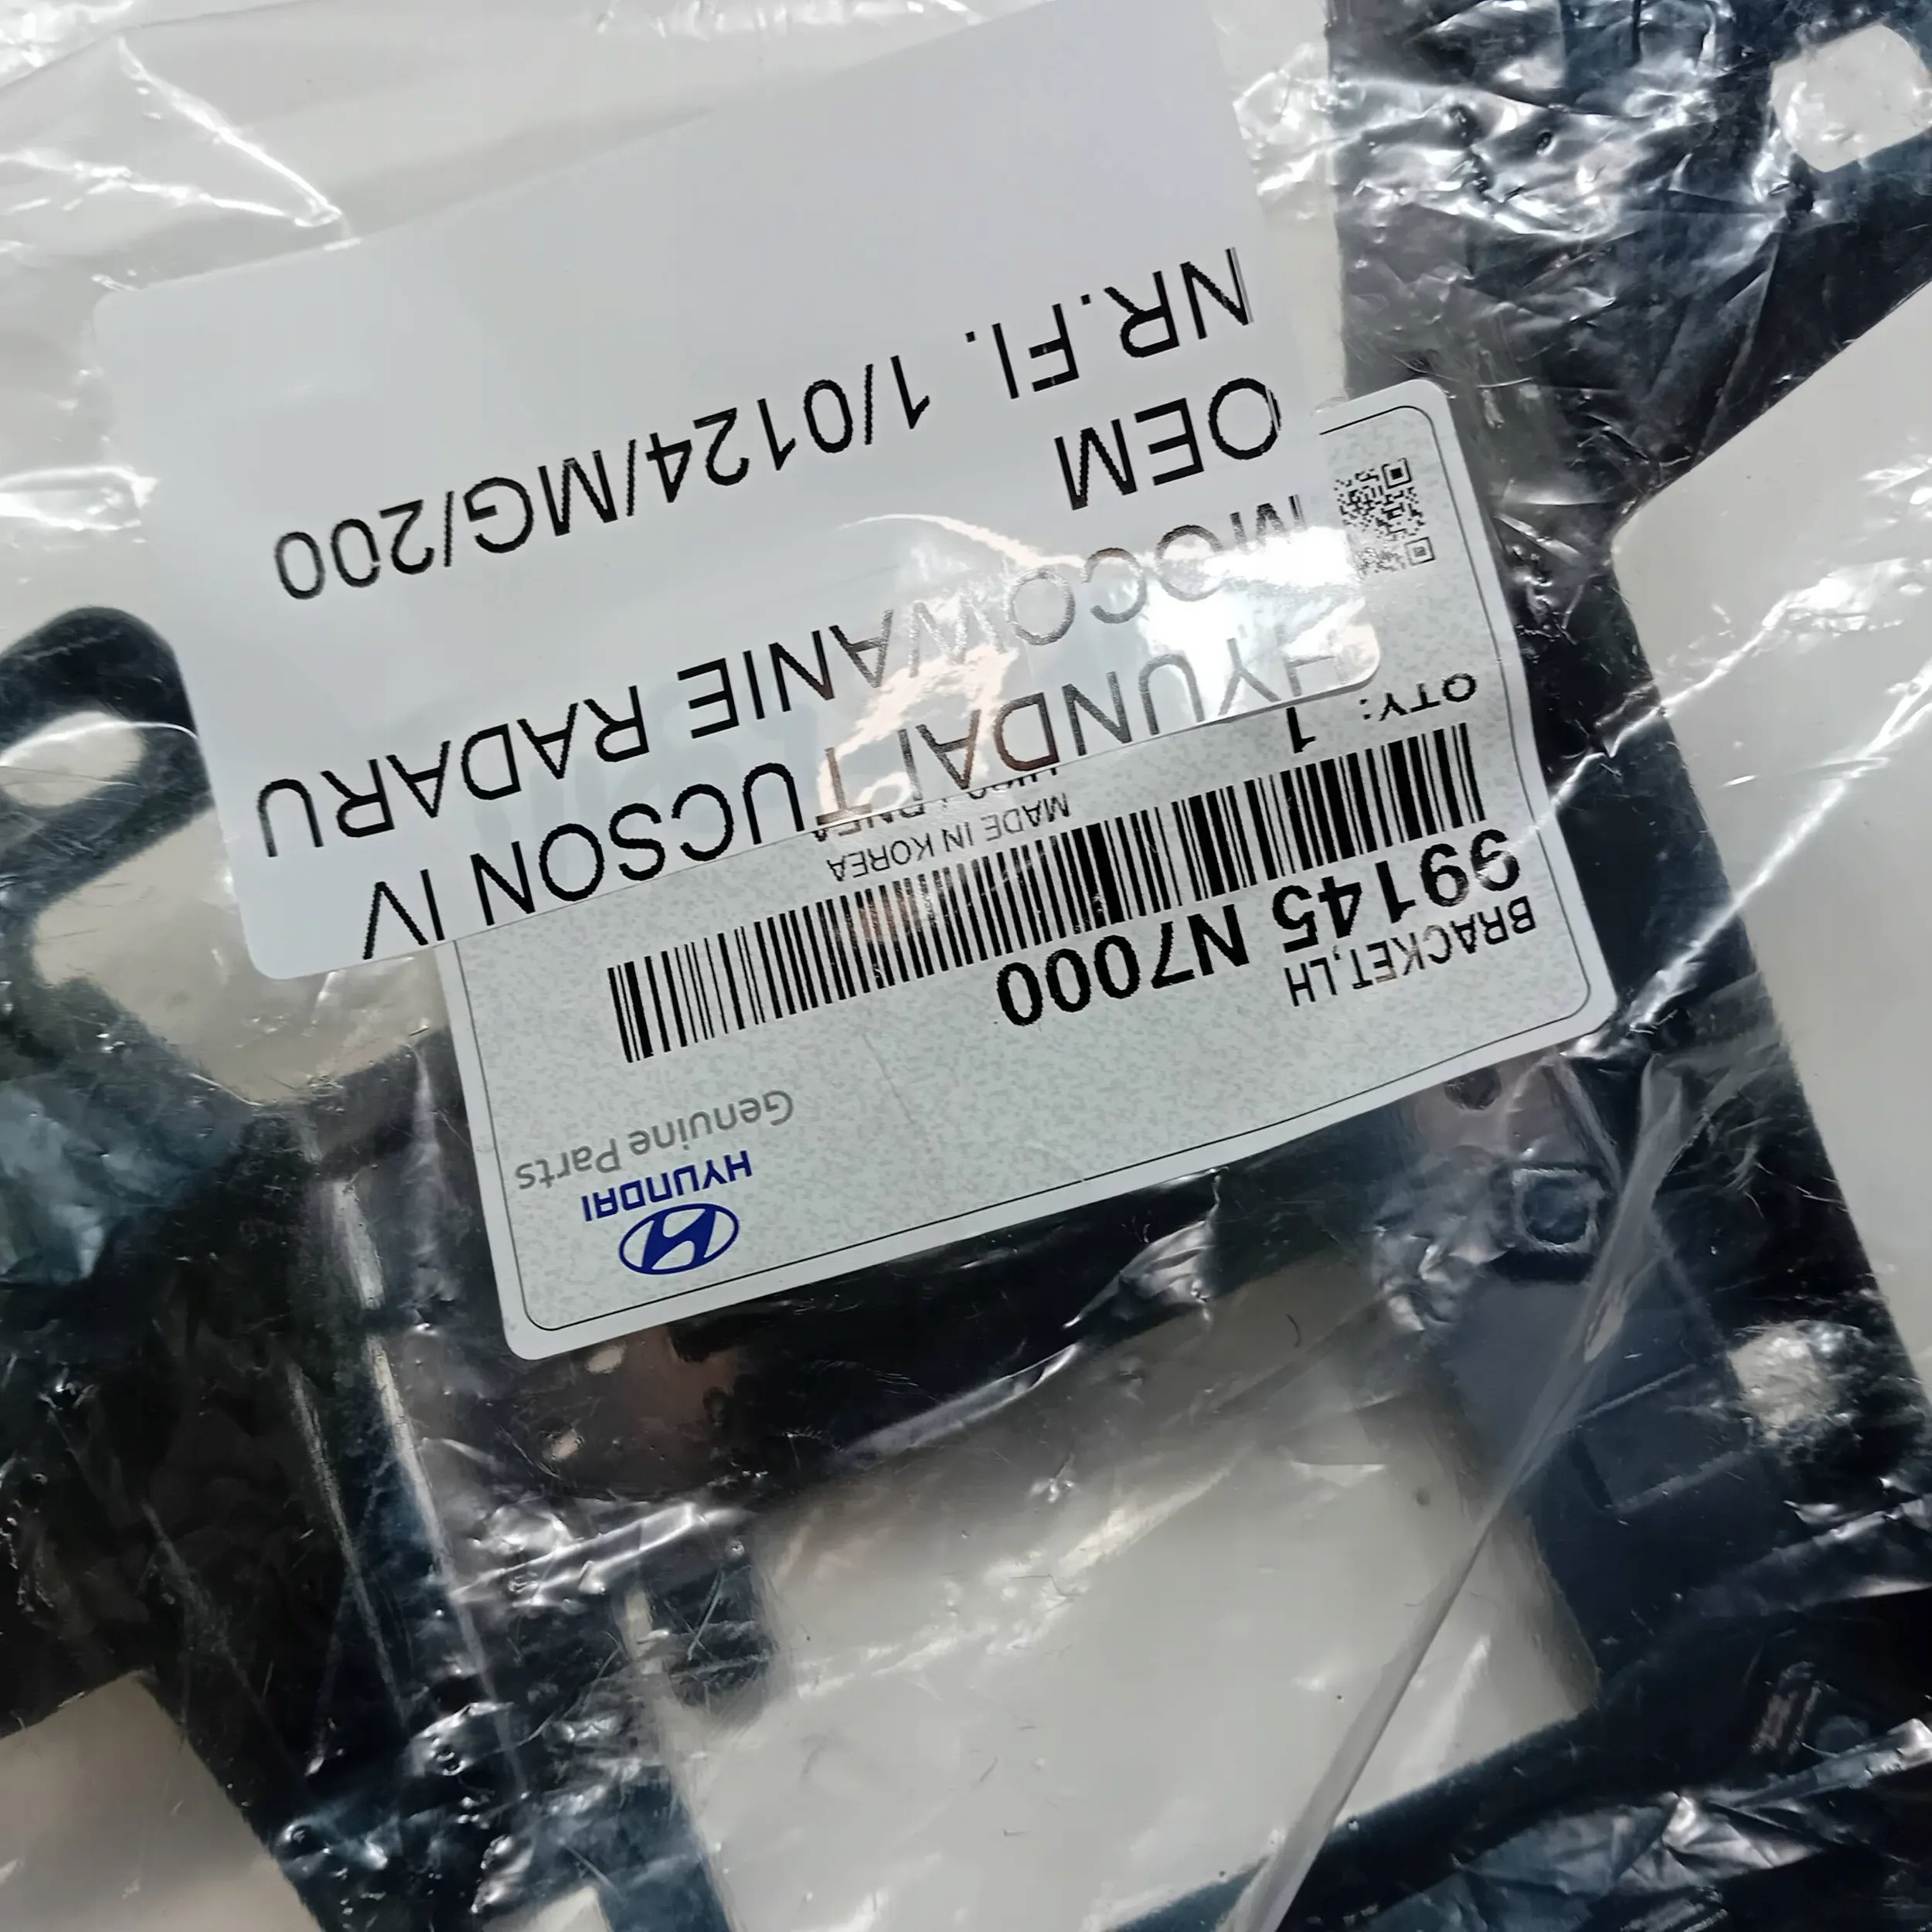 HYUNDAI
Genuine Parts
BRACKET,LH
99145 N7000
QTY: 1
MADE IN KOREA
HYUNDAI TUCSON IV
MOCOWANIE RADARU
OEM
NR.FI. 1/0124/MG/200